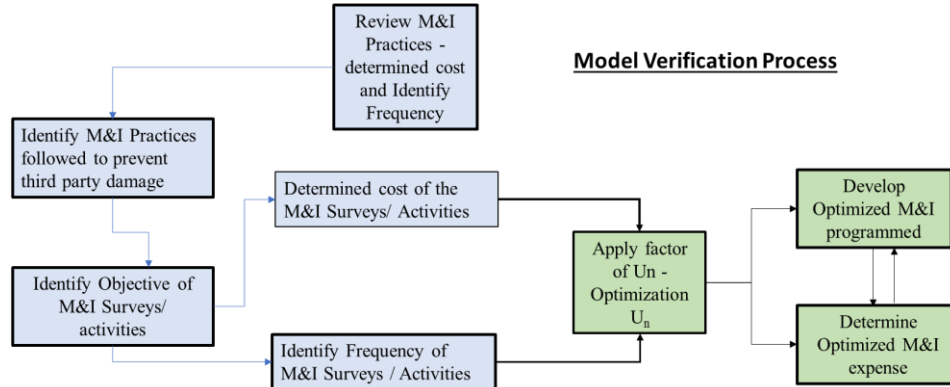 Review M&I
Practices -
determined cost
and Identify
Frequency
Model Verification Process
Identify M&I Practices
followed to prevent
third party damage
Determined cost of the
M&I Surveys/ Activities
Develop
Optimized M&I
programmed
Apply factor
of Un -
Optimization
Uₙ
Identify Objective of
M&I Surveys/
activities
Identify Frequency of
M&I Surveys / Activities
Determine
Optimized M&I
expense